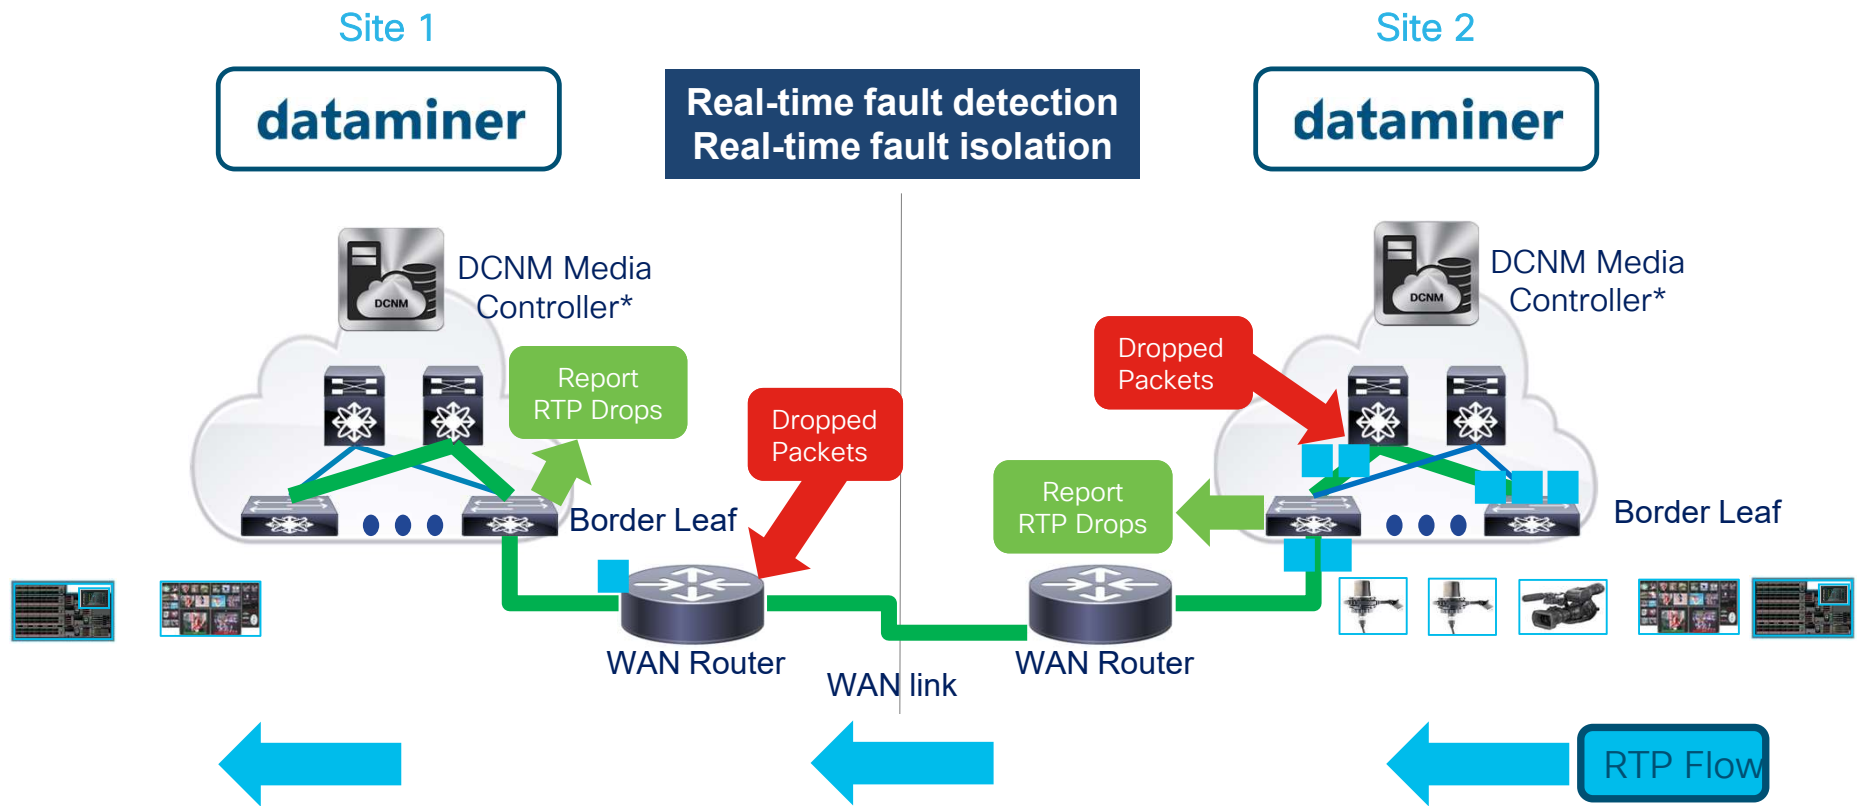 Site 1
Site 2
dataminer
Real-time fault detection
Real-time fault isolation
dataminer
DCNM
DCNM Media
Controller*
DCNM
DCNM Media
Controller*
Report
RTP Drops
Dropped
Packets
Dropped
Packets
Report
RTP Drops
Border Leaf
Border Leaf
WAN Router
WAN link
WAN Router
RTP Flow